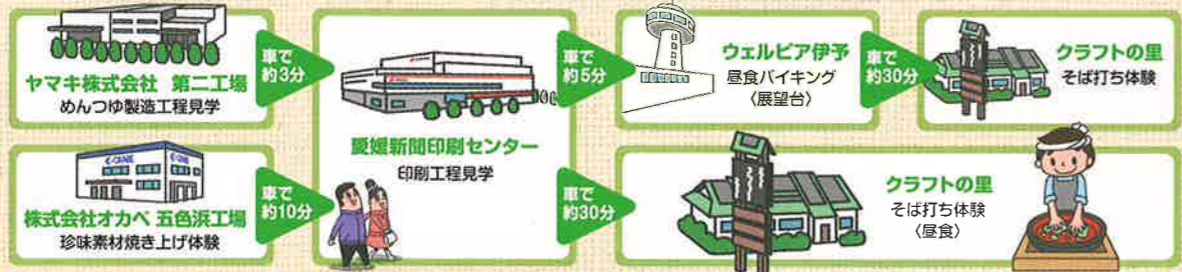 ヤマキ株式会社 第二工場
めんつゆ製造工程見学
車で
約3分
愛媛新聞印刷センター
印刷工程見学
車で
約5分
ウェルピア伊予
昼食バイキング
〈展望台〉
車で
約30分
クラフトの里
そば打ち体験
株式会社オカベ 五色浜工場
珍味素材焼き上げ体験
車で
約10分
車で
約30分
クラフトの里
そば打ち体験
〈昼食〉